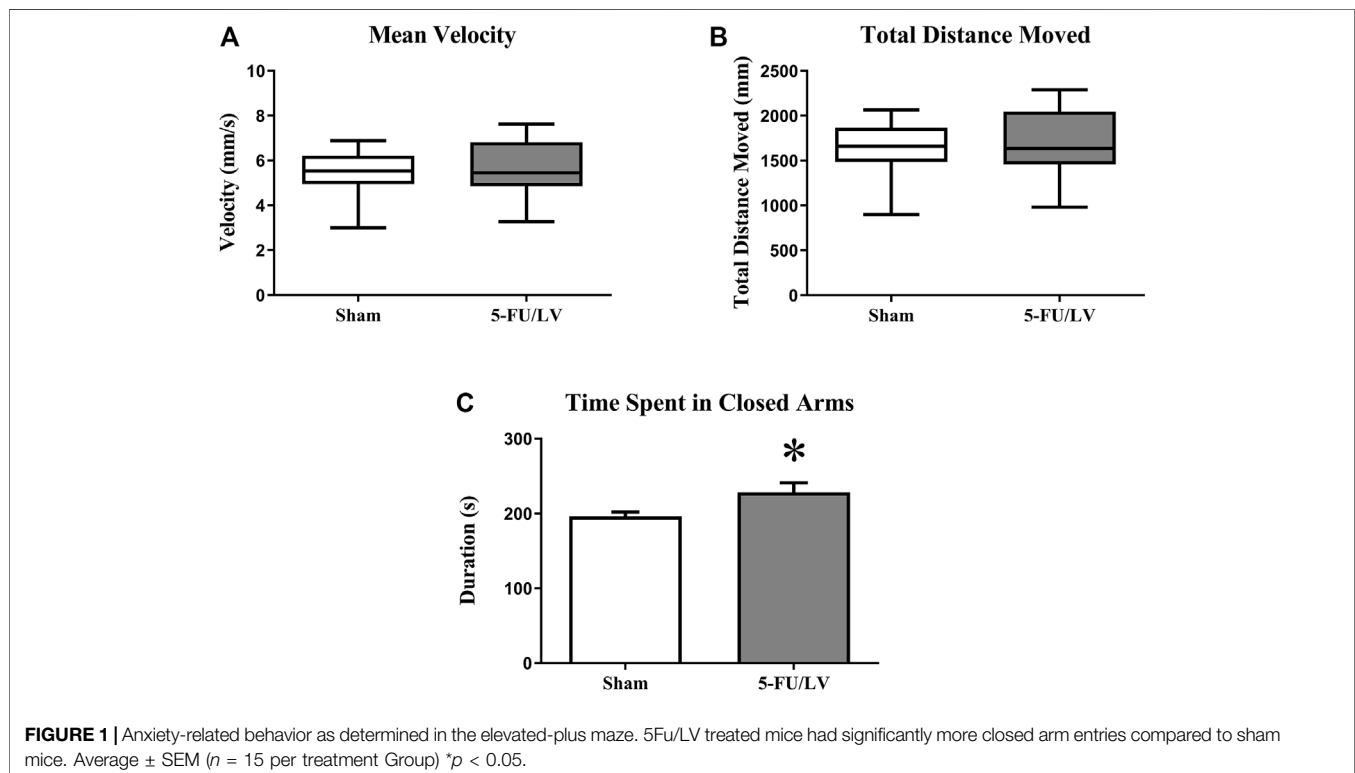 A Mean Velocity
10
8
6
4
2
0
Velocity (mm/s)
Sham 5-FU/LV
B Total Distance Moved
2500
2000
1500
1000
500
0
Total Distance Moved (mm)
Sham 5-FU/LV
C Time Spent in Closed Arms
300
200
100
0
Duration (s)
*
Sham 5-FU/LV
FIGURE 1 | Anxiety-related behavior as determined in the elevated-plus maze. 5Fu/LV treated mice had significantly more closed arm entries compared to sham
mice. Average ± SEM (n = 15 per treatment Group) *p < 0.05.